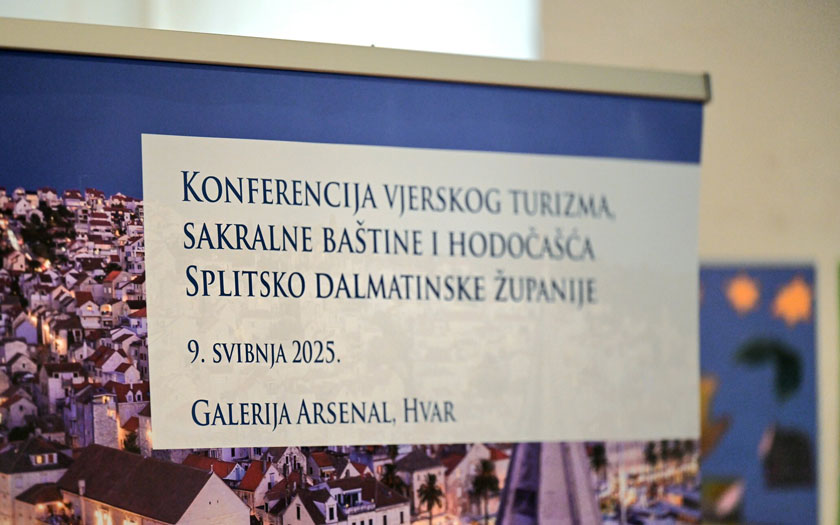 KONFERENCIJA VJERSKOG TURIZMA,
SAKRALNE BAŠTINE I HODOČAŠĆA
SPLITSKO DALMATINSKE ŽUPANIJE
9. SVIBNJA 2025.
GALERIJA ARSENAL, HVAR